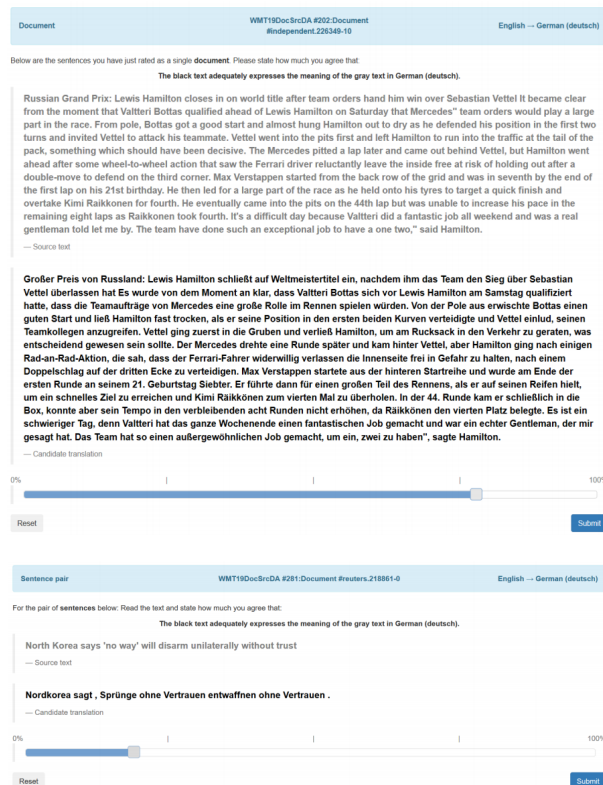 Document
WMT19DocSrcDA #202:Document
#independent.226349-10
English → German (deutsch)
Below are the sentences you have just rated as a single document. Please state how much you agree that:
The black text adequately expresses the meaning of the gray text in German (deutsch).
Russian Grand Prix: Lewis Hamilton closes in on world title after team orders hand him win over Sebastian Vettel It became clear
from the moment that Valtteri Bottas qualified ahead of Lewis Hamilton on Saturday that Mercedes" team orders would play a large
part in the race. From pole, Bottas got a good start and almost hung Hamilton out to dry as he defended his position in the first two
turns and invited Vettel to attack his teammate. Vettel went into the pits first and left Hamilton to run into the traffic at the tail of the
pack, something which should have been decisive. The Mercedes pitted a lap later and came out behind Vettel, but Hamilton went
ahead after some wheel-to-wheel action that saw the Ferrari driver reluctantly leave the inside free at risk of holding out after a
double-move to defend on the third corner. Max Verstappen started from the back row of the grid and was in seventh by the end of
the first lap on his 21st birthday. He then led for a large part of the race as he held onto his tyres to target a quick finish and
overtake Kimi Raikkonen for fourth. He eventually came into the pits on the 44th lap but was unable to increase his pace in the
remaining eight laps as Raikkonen took fourth. It's a difficult day because Valtteri did a fantastic job all weekend and was a real
gentleman told let me by. The team have done such an exceptional job to have a one two," said Hamilton.
— Source text
Großer Preis von Russland: Lewis Hamilton schließt auf Weltmeistertitel ein, nachdem ihm das Team den Sieg über Sebastian
Vettel überlassen hat Es wurde von dem Moment an klar, dass Valtteri Bottas sich vor Lewis Hamilton am Samstag qualifiziert
hatte, dass die Teamaufträge von Mercedes eine große Rolle im Rennen spielen würden. Von der Pole aus erwischte Bottas einen
guten Start und ließ Hamilton fast trocken, als er seine Position in den ersten beiden Kurven verteidigte und Vettel einlud, seinen
Teamkollegen anzugreifen. Vettel ging zuerst in die Gruben und verließ Hamilton, um am Rucksack in den Verkehr zu geraten, was
entscheidend gewesen sein sollte. Der Mercedes drehte eine Runde später und kam hinter Vettel, aber Hamilton ging nach einigen
Rad-an-Rad-Aktion, die sah, dass der Ferrari-Fahrer widerwillig verlassen die Innenseite frei in Gefahr zu halten, nach einem
Doppelschlag auf der dritten Ecke zu verteidigen. Max Verstappen startete aus der hinteren Startreihe und wurde am Ende der
ersten Runde an seinem 21. Geburtstag Siebter. Er führte dann für einen großen Teil des Rennens, als er auf seinen Reifen hielt,
um ein schnelles Ziel zu erreichen und Kimi Räikkönen zum vierten Mal zu überholen. In der 44. Runde kam er schließlich in die
Box, konnte aber sein Tempo in den verbleibenden acht Runden nicht erhöhen, da Räikkönen den vierten Platz belegte. Es ist ein
schwieriger Tag, denn Valtteri hat das ganze Wochenende einen fantastischen Job gemacht und war ein echter Gentleman, der mir
gesagt hat. Das Team hat so einen außergewöhnlichen Job gemacht, um ein, zwei zu haben", sagte Hamilton.
— Candidate translation
0% 100%
Reset Submit
Sentence pair
WMT19DocSrcDA #281:Document #reuters.218861-0
English → German (deutsch)
For the pair of sentences below: Read the text and state how much you agree that:
The black text adequately expresses the meaning of the gray text in German (deutsch).
North Korea says 'no way' will disarm unilaterally without trust
— Source text
Nordkorea sagt , Sprünge ohne Vertrauen entwaffnen ohne Vertrauen .
— Candidate translation
0% 100%
Reset Submit